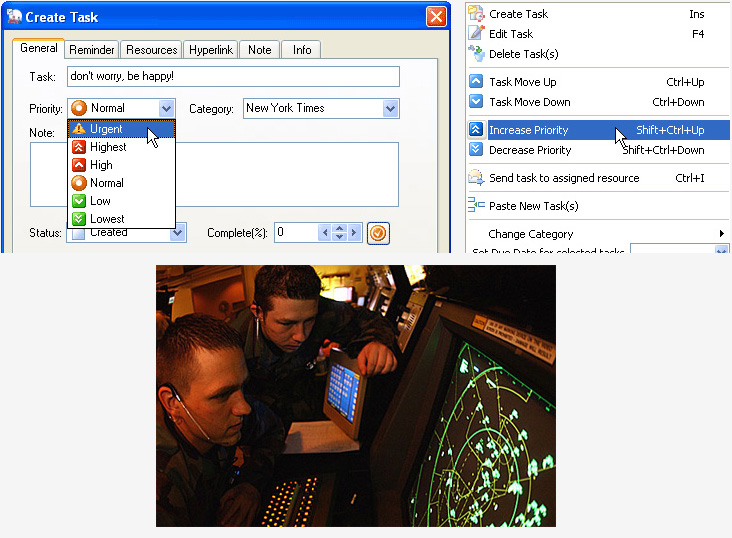 Create Task
General Reminder Resources Hyperlink Note Info
Task: don't worry, be happy!
Priority: Normal Category: New York Times
Note:
Urgent
Highest
High
Normal
Low
Lowest
Status: Created Complete(%): 0
Create Task Ins
Edit Task F4
Delete Task(s)
Task Move Up Ctrl+Up
Task Move Down Ctrl+Down
Increase Priority Shift+Ctrl+Up
Decrease Priority Shift+Ctrl+Down
Send task to assigned resource Ctrl+I
Paste New Task(s)
Change Category
Set Due Date for selected tasks